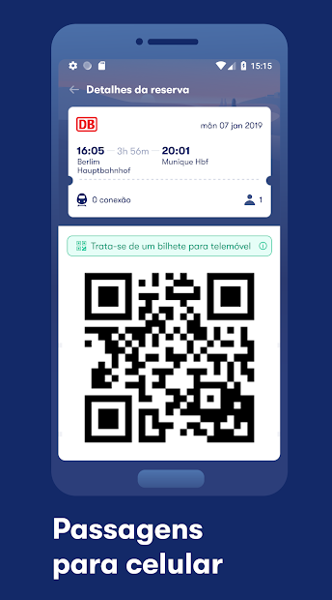 15:15
Detalhes da reserva
DB
mån 07 jan 2019
16:05 3h 56m 20:01
Berlim Munique Hbf
Hauptbahnhof
0 conexão 1
Trata-se de um bilhete para telemóvel
Passagens
para celular